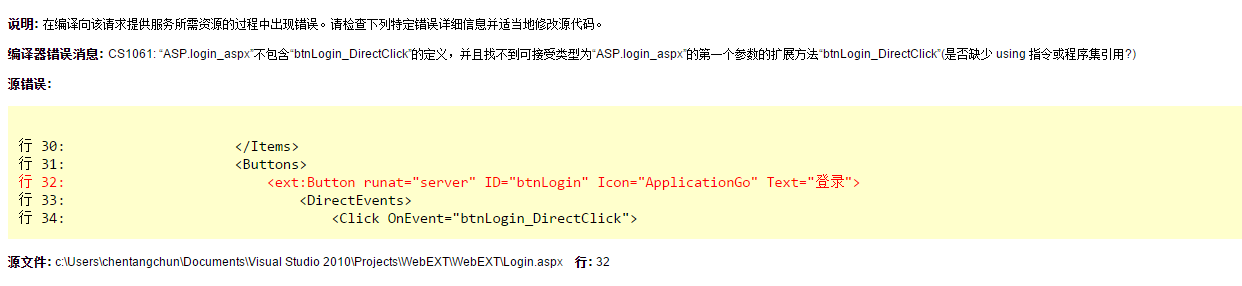 说明: 在编译向该请求提供服务所需资源的过程中出现错误。请检查下列特定错误详细信息并适当地修改源代码。
编译器错误消息: CS1061: “ASP.login_aspx”不包含“btnLogin_DirectClick”的定义，并且找不到可接受类型为“ASP.login_aspx”的第一个参数的扩展方法“btnLogin_DirectClick”(是否缺少 using 指令或程序集引用?)
源错误:
行 30: </Items>
行 31: <Buttons>
行 32: <ext:Button runat="server" ID="btnLogin" Icon="ApplicationGo" Text="登录">
行 33: <DirectEvents>
行 34: <Click OnEvent="btnLogin_DirectClick">
源文件: c:\Users\chentangchun\Documents\Visual Studio 2010\Projects\WebEXT\WebEXT\Login.aspx 行: 32